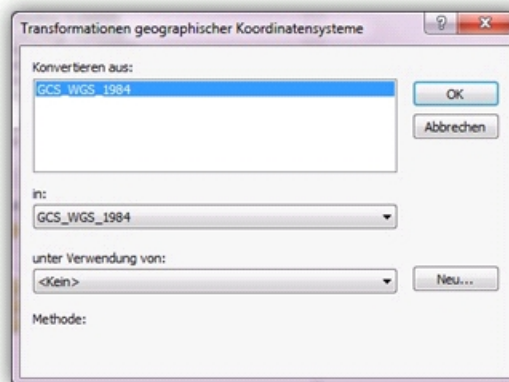 Transformationen geographischer Koordinatensysteme
Konvertieren aus:
GCS_WGS_1984
OK
Abbrechen
in:
GCS_WGS_1984
unter Verwendung von:
<Kein>
Neu...
Methode: